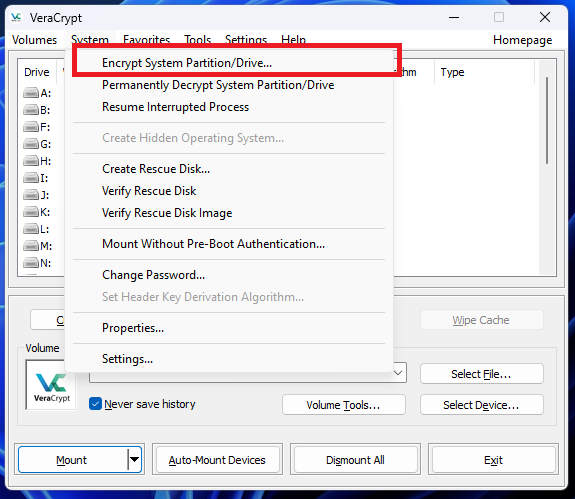 VeraCrypt
Volumes System Favorites Tools Settings Help Homepage
Encrypt System Partition/Drive...
Permanently Decrypt System Partition/Drive
Resume Interrupted Process
Create Hidden Operating System...
Create Rescue Disk...
Verify Rescue Disk
Verify Rescue Disk Image
Mount Without Pre-Boot Authentication...
Change Password...
Set Header Key Derivation Algorithm...
Properties...
Settings...
Drive Type
A:
B:
F:
G:
H:
I:
J:
K:
L:
M:
N:
Wipe Cache
Volume
VeraCrypt
Select File...
Never save history
Volume Tools...
Select Device...
Mount
Auto-Mount Devices
Dismount All
Exit